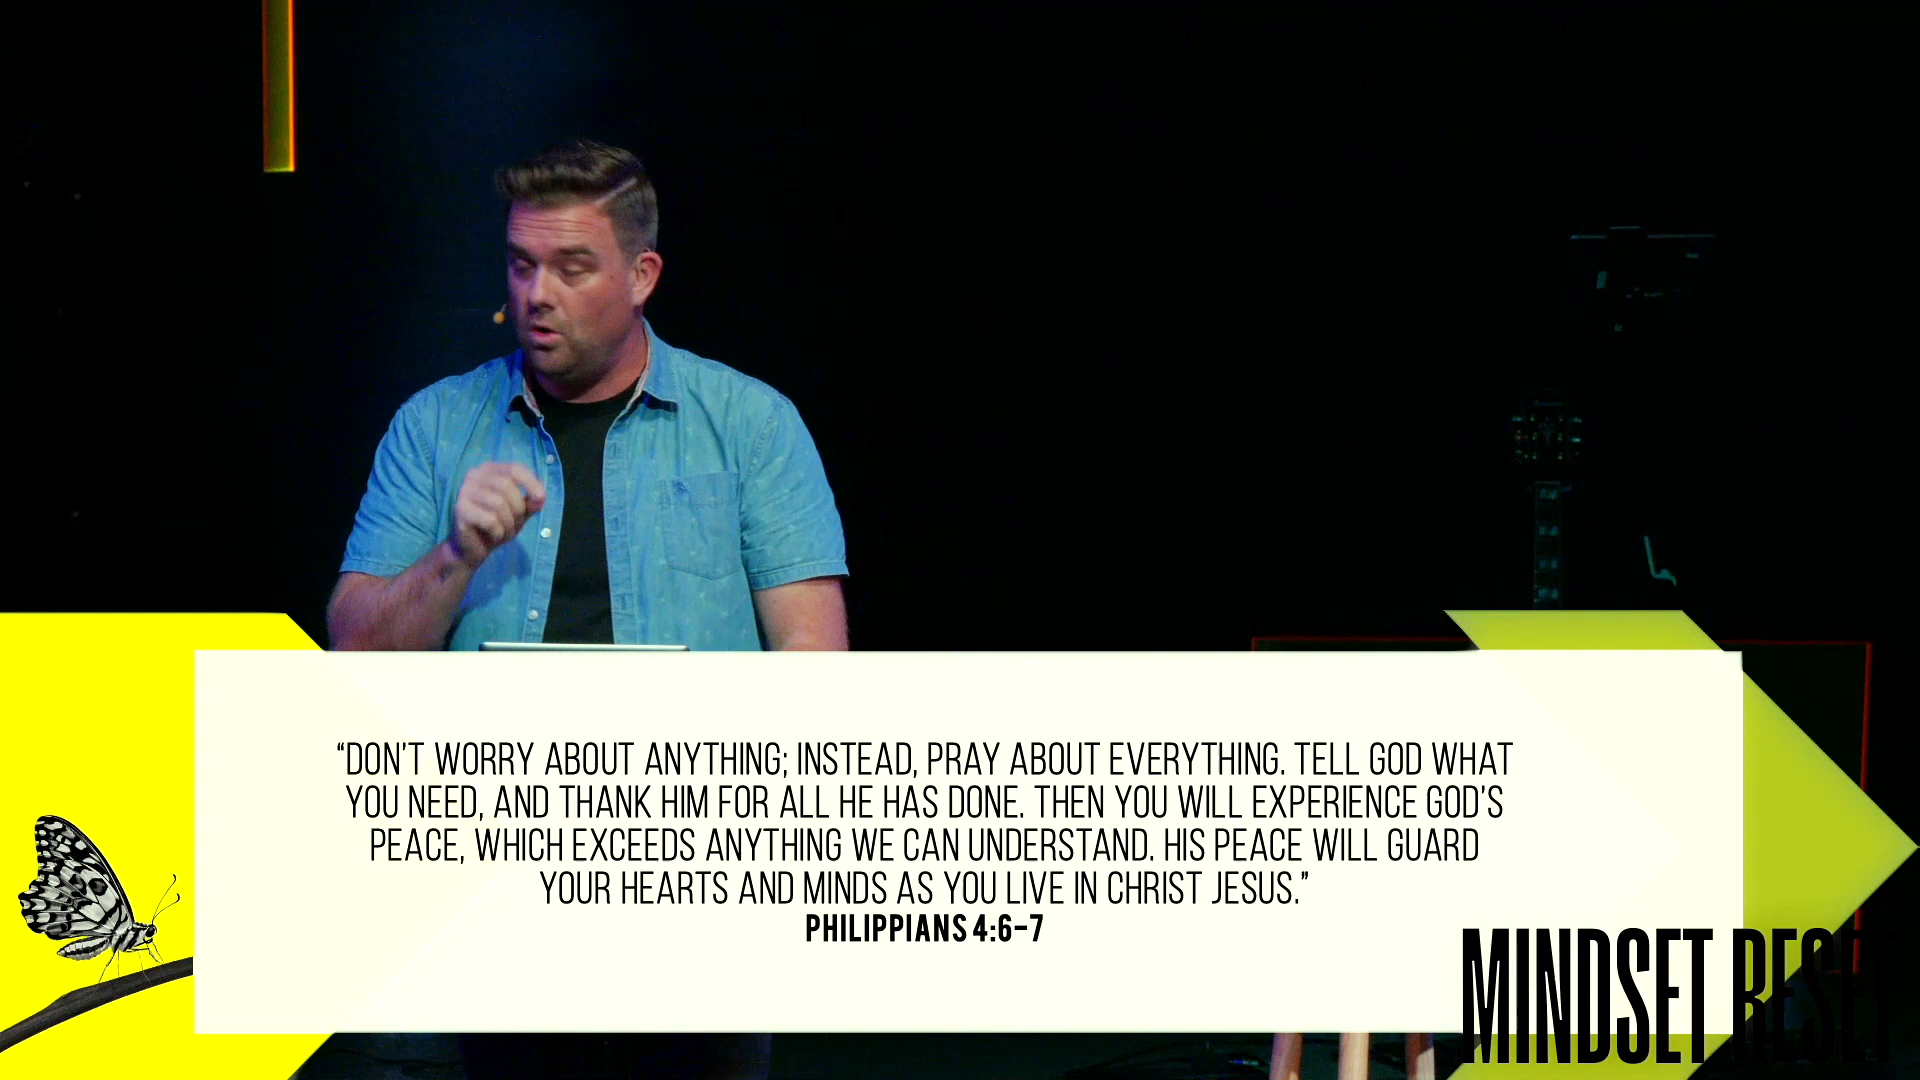 “DON’T WORRY ABOUT ANYTHING; INSTEAD, PRAY ABOUT EVERYTHING. TELL GOD WHAT
YOU NEED, AND THANK HIM FOR ALL HE HAS DONE. THEN YOU WILL EXPERIENCE GOD’S
PEACE, WHICH EXCEEDS ANYTHING WE CAN UNDERSTAND. HIS PEACE WILL GUARD
YOUR HEARTS AND MINDS AS YOU LIVE IN CHRIST JESUS.”
PHILIPPIANS 4:6–7
MINDSET RESET